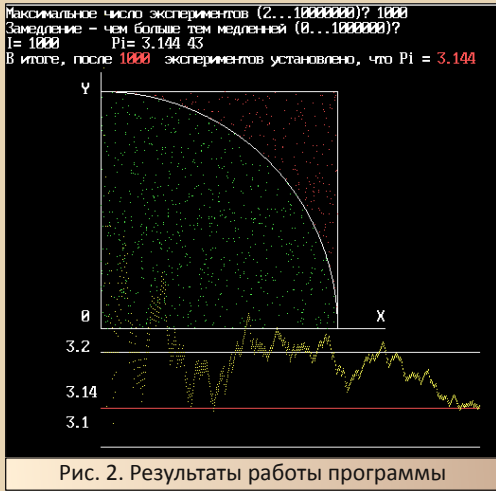 Максимальное число экспериментов (2...10000000)? 1000
Замедление - чем больше тем медленней (0...1000000)?
I= 1000 Pi= 3.144 43
В итоге, после 1000 экспериментов установлено, что Pi = 3.144
Y
0 X
3.2
3.14
3.1
Рис. 2. Результаты работы программы